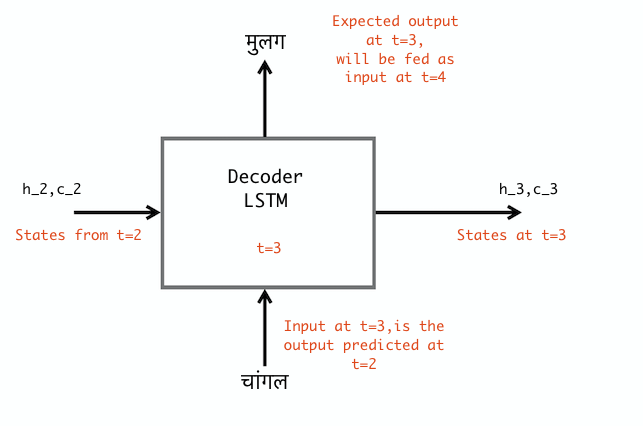 मुलग
Expected output
at t=3,
will be fed as
input at t=4
Decoder
LSTM
t=3
h_2,c_2
States from t=2
h_3,c_3
States at t=3
Input at t=3,is the
output predicted at
t=2
चांगल